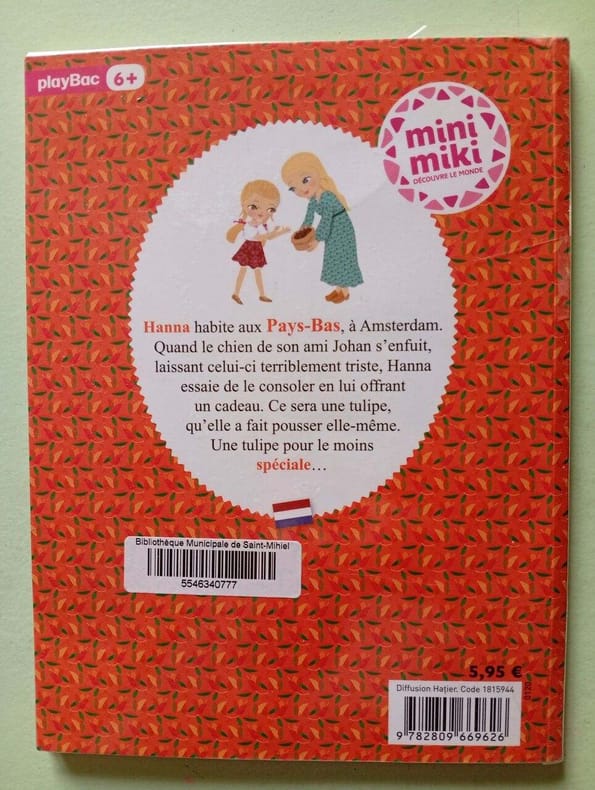 playBac 6+
mini
miki
DÉCOUVRE LE MONDE
Hanna habite aux Pays-Bas, à Amsterdam.
Quand le chien de son ami Johan s'enfuit,
laissant celui-ci terriblement triste, Hanna
essaie de le consoler en lui offrant
un cadeau. Ce sera une tulipe,
qu'elle a fait pousser elle-même.
Une tulipe pour le moins
spéciale…
Bibliothèque Municipale de Saint-Mihiel
5546340777
5,95 €
Diffusion Hatier. Code 1815944
0120
9 782809 669626